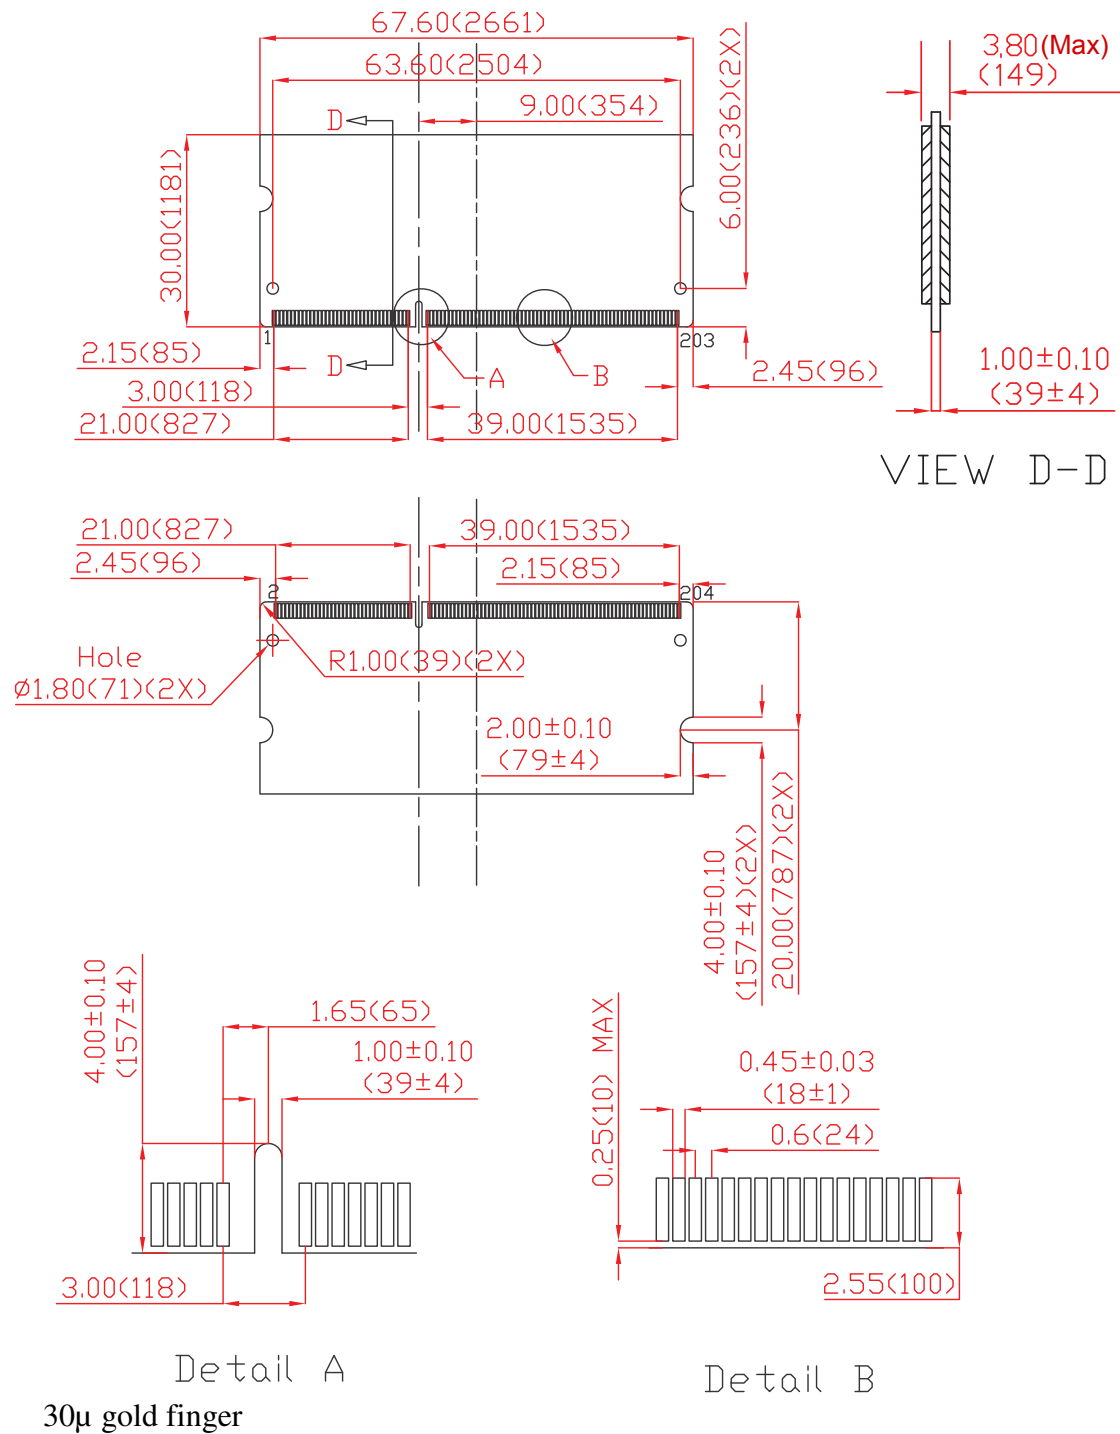 67.60(2661)
63.60(2504)
9.00(354)
D
30.00(1181)
6.00(236)(2X)
3.80(Max)
(149)
1
203
2.15(85)
D
A
B
2.45(96)
3.00(118)
21.00(827)
39.00(1535)
1.00±0.10
(39±4)
VIEW D-D
21.00(827)
39.00(1535)
2.45(96)
2.15(85)
2
204
Hole
ø1.80(71)(2X)
R1.00(39)(2X)
2.00±0.10
(79±4)
4.00±0.10
(157±4)(2X)
20.00(787)(2X)
4.00±0.10
(157±4)
1.65(65)
1.00±0.10
(39±4)
3.00(118)
Detail A
0.25(10) MAX
0.45±0.03
(18±1)
0.6(24)
2.55(100)
Detail B
30µ gold finger